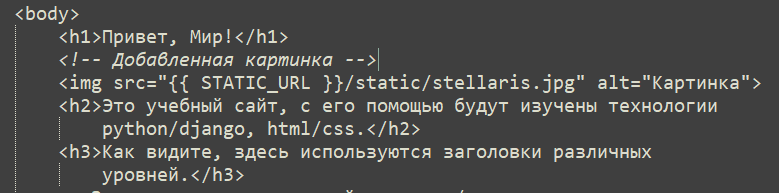 <body>
<h1>Привет, Мир!</h1>
<!-- Добавленная картинка -->
<img src="{{ STATIC_URL }}/static/stellaris.jpg" alt="Картинка">
<h2>Это учебный сайт, с его помощью будут изучены технологии
python/django, html/css.</h2>
<h3>Как видите, здесь используются заголовки различных
уровней.</h3>